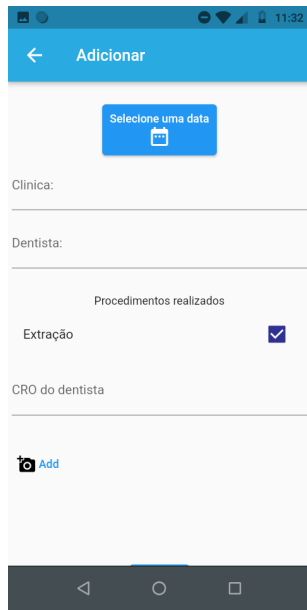 11:32
Adicionar
Selecione uma data
Clinica:
Dentista:
Procedimentos realizados
Extração
CRO do dentista
Add